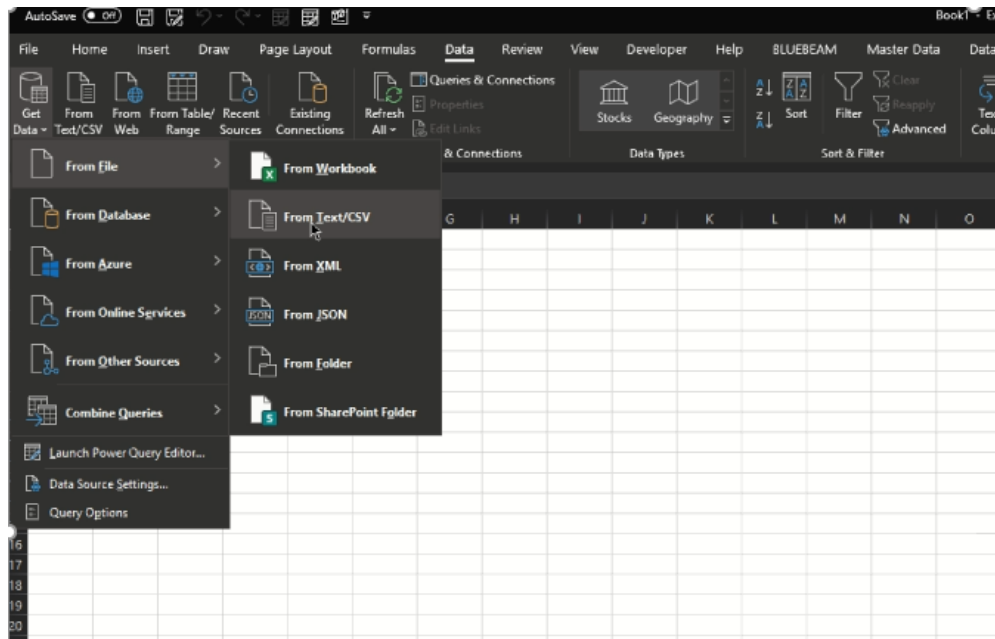 AutoSave Off
Book1 - E
File Home Insert Draw Page Layout Formulas Data Review View Developer Help BLUEBEAM Master Data Data
Get Data
From Text/CSV
From Web
From Table/ Range
Recent Sources
Existing Connections
Refresh All
Queries & Connections
Properties
Edit Links
Stocks
Geography
Sort
Filter
Clear
Reapply
Advanced
& Connections
Data Types
Sort & Filter
From File
From Database
From Azure
From Online Services
From Other Sources
Combine Queries
Launch Power Query Editor...
Data Source Settings...
Query Options
From Workbook
From Text/CSV
From XML
JSON
From JSON
From Folder
From SharePoint Folder
G H I J K L M N O
16
17
18
19
20